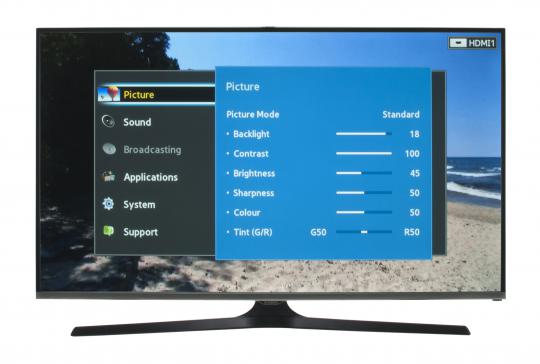 HDMI1
Picture
Sound
Broadcasting
Applications
System
Support
Picture
Picture Mode Standard
· Backlight 18
· Contrast 100
· Brightness 45
· Sharpness 50
· Colour 50
· Tint (G/R) G50 R50